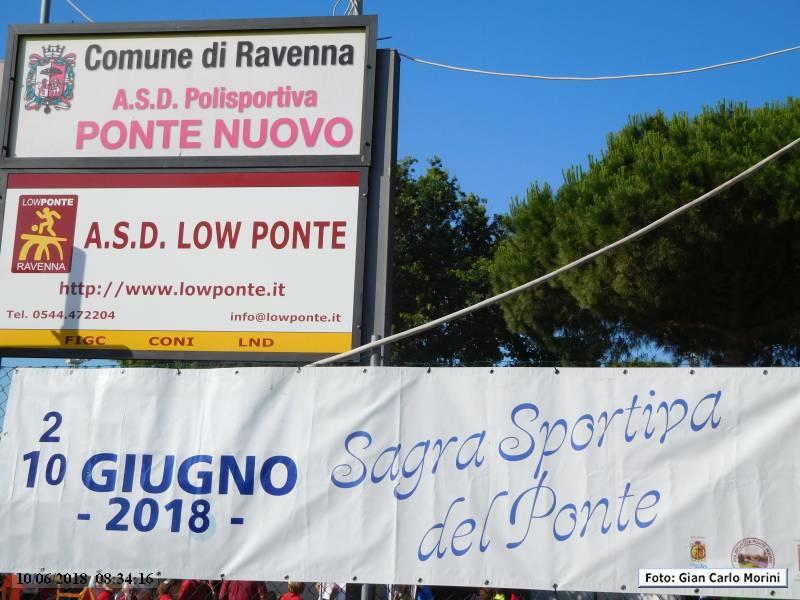 Comune di Ravenna
A.S.D. Polisportiva
PONTE NUOVO
LOWPONTE
RAVENNA
A.S.D. LOW PONTE
http://www.lowponte.it
Tel. 0544.472204
info@lowponte.it
FIGC CONI LND
2
10 GIUGNO
- 2018 -
Sagra Sportiva
del Ponte
10/06/2018 08:34:16
Foto: Gian Carlo Morini